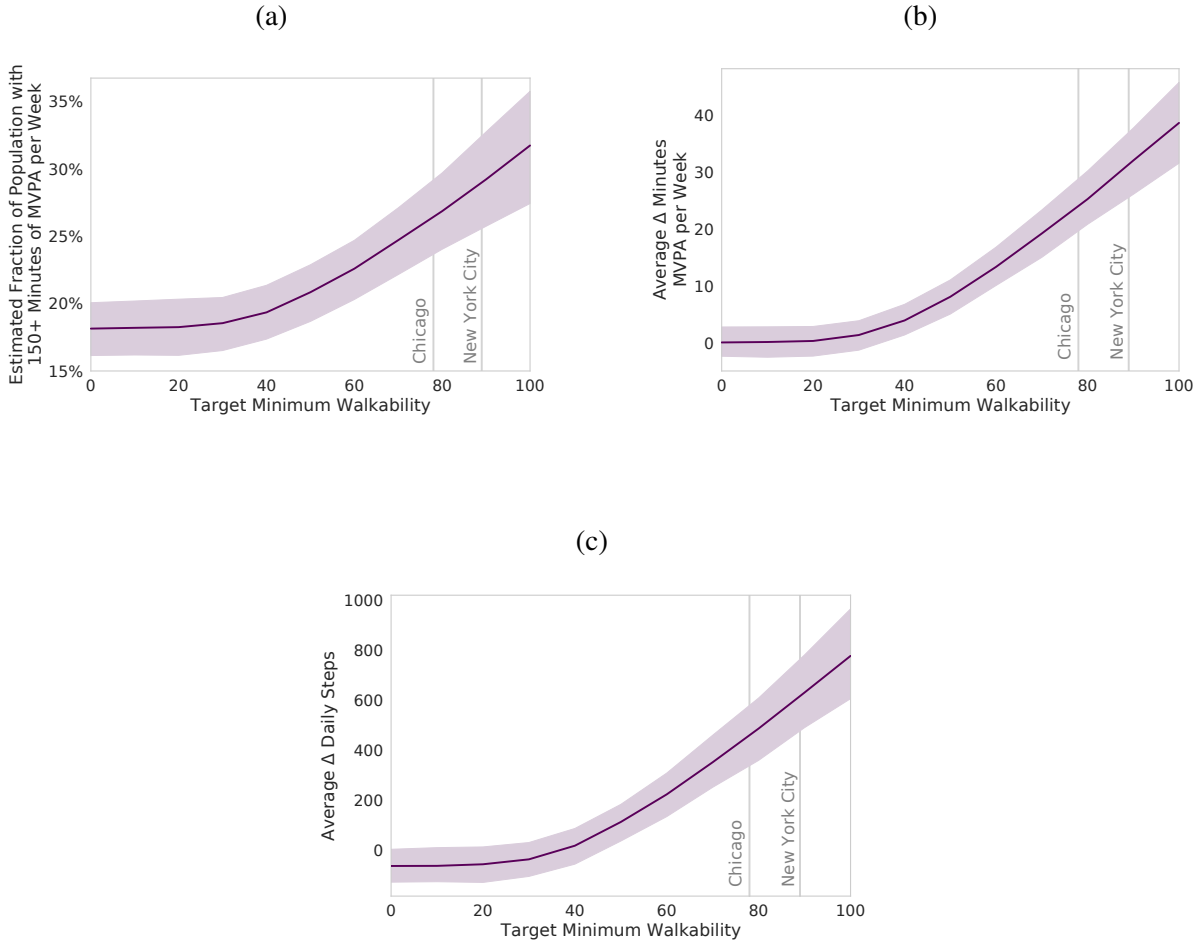 (a)
Estimated Fraction of Population with
150+ Minutes of MVPA per Week
35%
30%
25%
20%
15%
Chicago
New York City
0 20 40 60 80 100
Target Minimum Walkability
(b)
Average Δ Minutes
MVPA per Week
40
30
20
10
0
Chicago
New York City
0 20 40 60 80 100
Target Minimum Walkability
(c)
Average Δ Daily Steps
1000
800
600
400
200
0
Chicago
New York City
0 20 40 60 80 100
Target Minimum Walkability